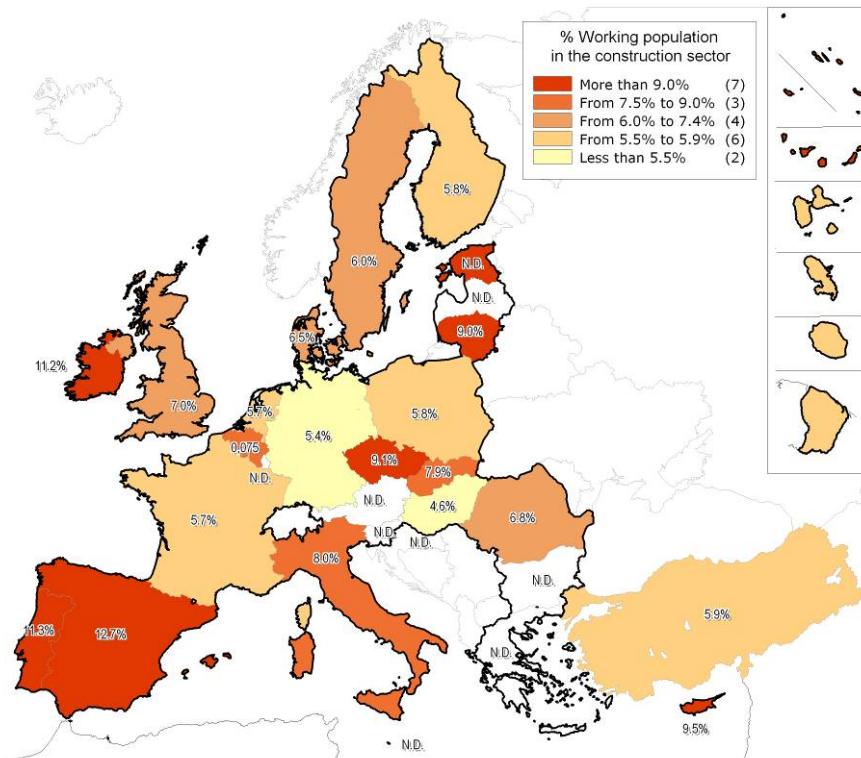 % Working population
in the construction sector
More than 9.0% (7)
From 7.5% to 9.0% (3)
From 6.0% to 7.4% (4)
From 5.5% to 5.9% (6)
Less than 5.5% (2)
5.8%
6.0%
N.D.
N.D.
9.0%
6.5%
11.2%
7.0%
5.7%
5.8%
5.4%
0,075
9.1%
7.9%
N.D.
N.D.
4.6%
5.7%
6.8%
N.D.
N.D.
8.0%
N.D.
5.9%
11.3%
12.7%
N.D.
9.5%
N.D.